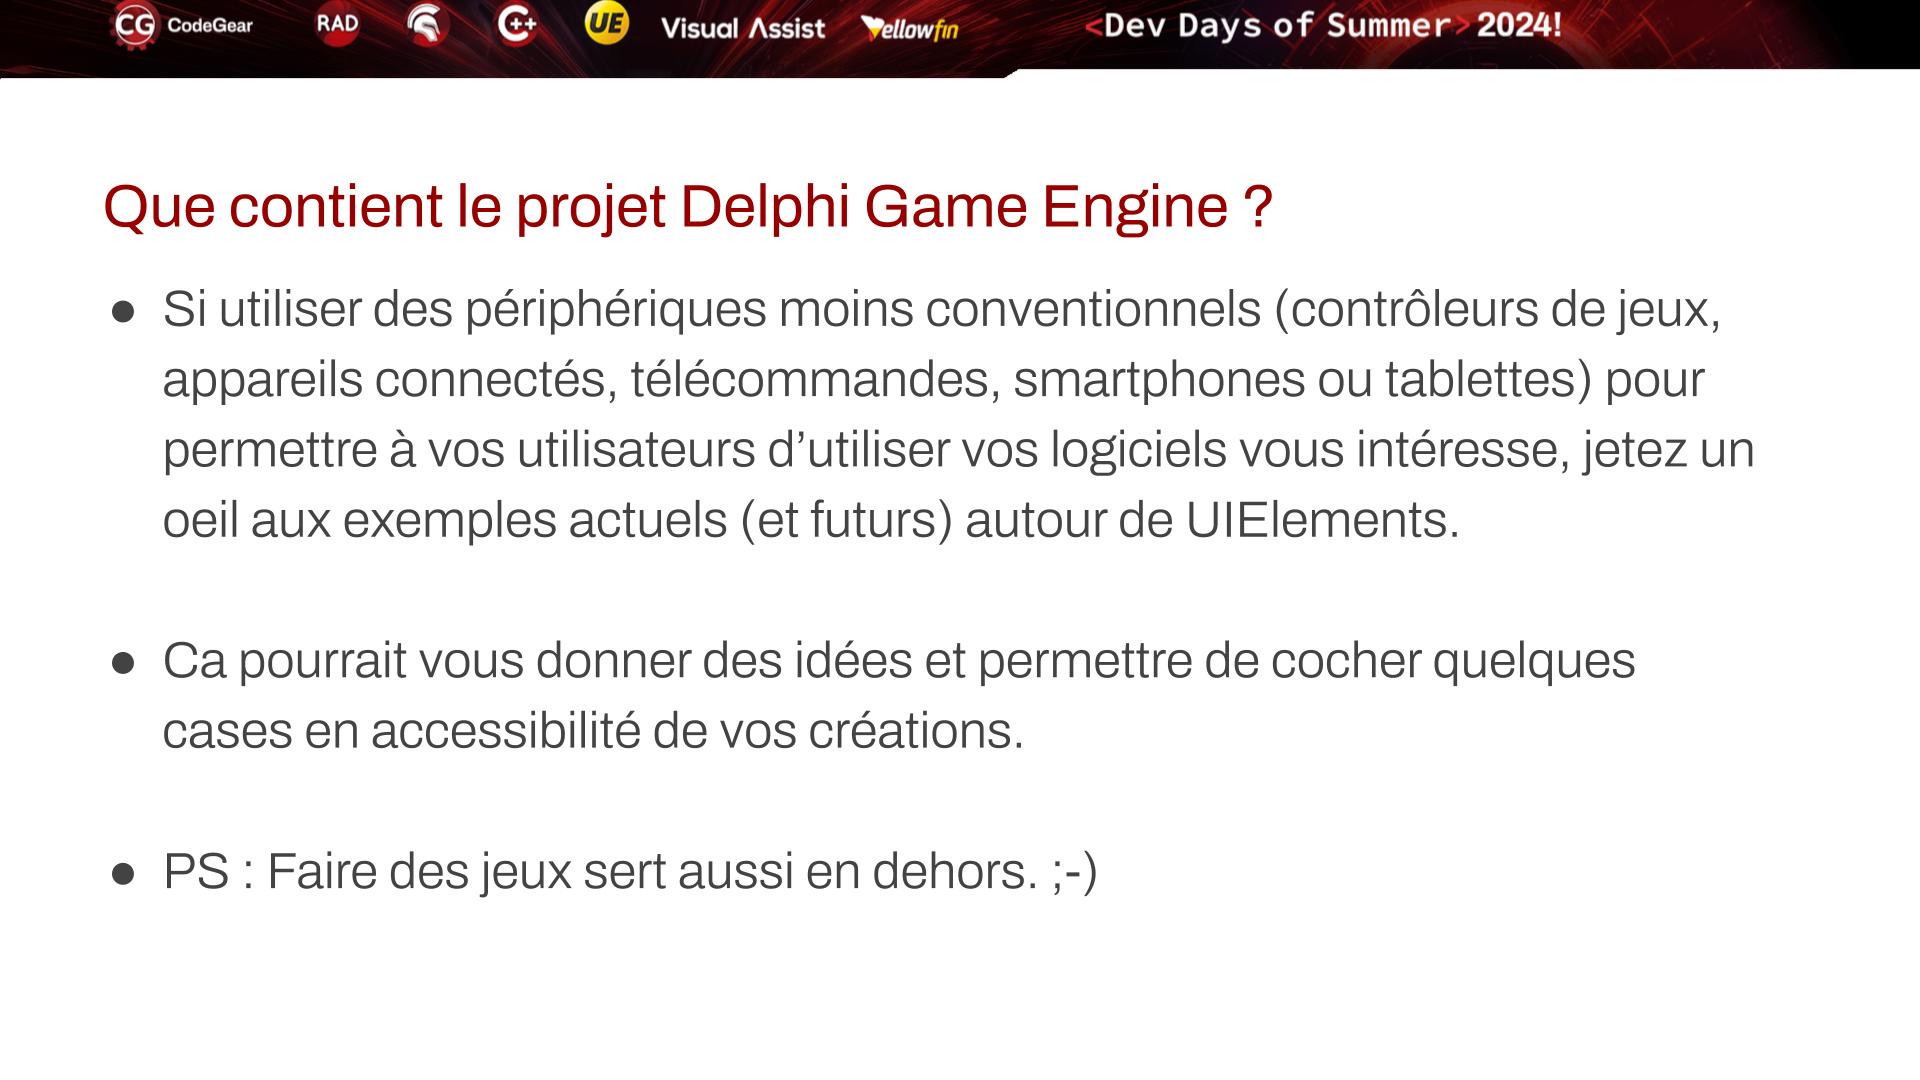 CG CodeGear RAD C++ UE Visual Assist Yellowfin <Dev Days of Summer> 2024!
Que contient le projet Delphi Game Engine ?
● Si utiliser des périphériques moins conventionnels (contrôleurs de jeux,
appareils connectés, télécommandes, smartphones ou tablettes) pour
permettre à vos utilisateurs d’utiliser vos logiciels vous intéresse, jetez un
oeil aux exemples actuels (et futurs) autour de UIElements.
● Ca pourrait vous donner des idées et permettre de cocher quelques
cases en accessibilité de vos créations.
● PS : Faire des jeux sert aussi en dehors. ;-)